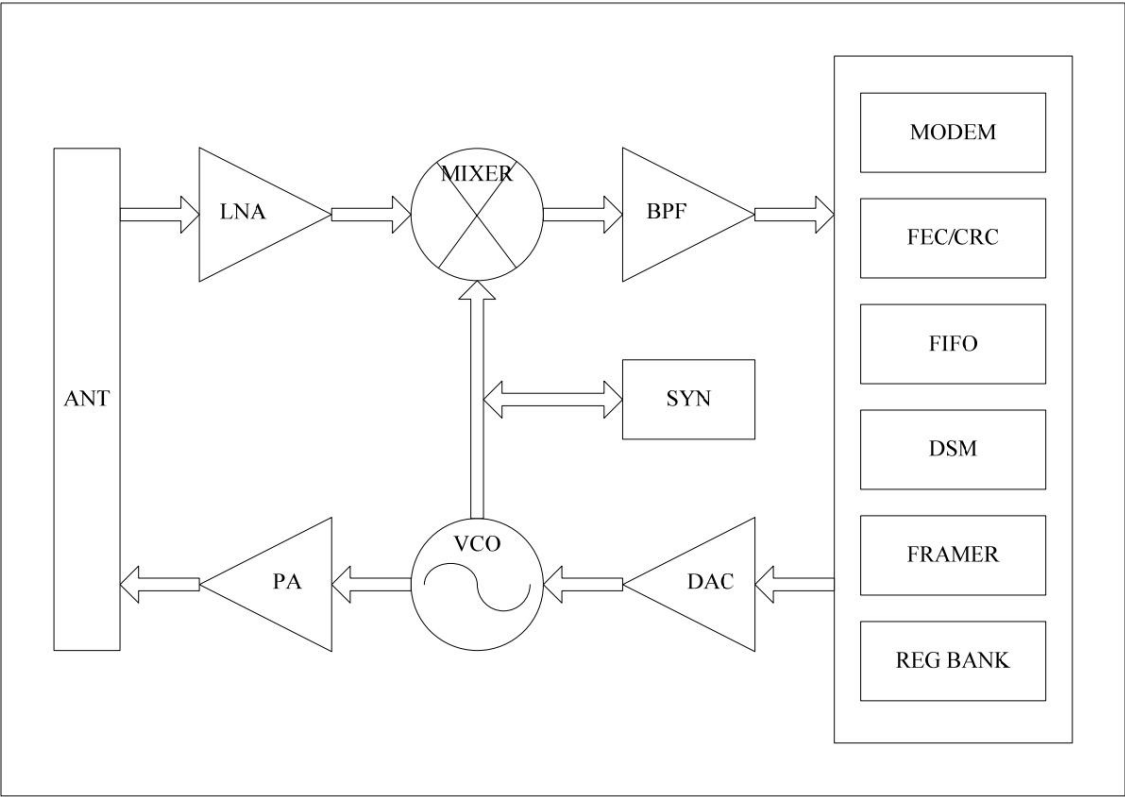 MODEM
MIXER
LNA
BPF
FEC/CRC
FIFO
ANT
SYN
DSM
VCO
FRAMER
PA
DAC
REG BANK